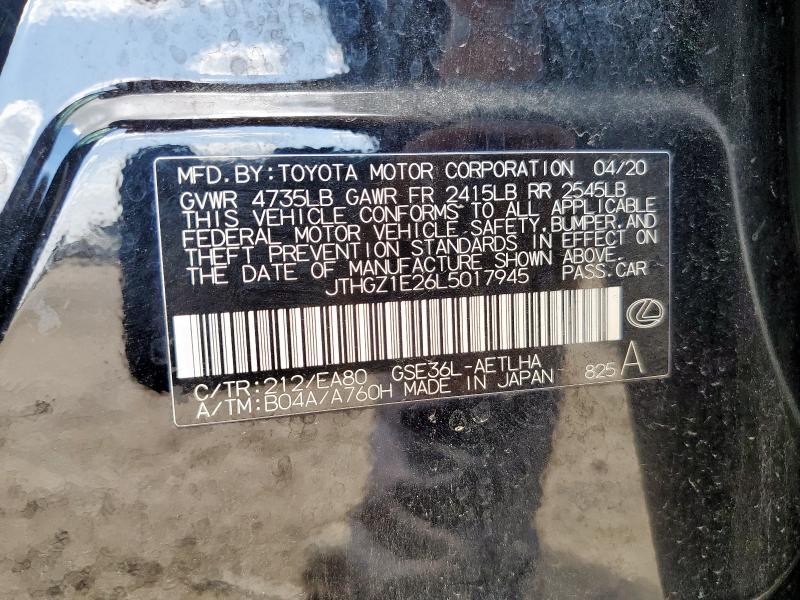 MFD.BY:TOYOTA MOTOR CORPORATION 04/20
GVWR 4735LB GAWR FR 2415LB RR 2545LB
THIS VEHICLE CONFORMS TO ALL APPLICABLE
FEDERAL MOTOR VEHICLE SAFETY,BUMPER,AND
THEFT PREVENTION STANDARDS IN EFFECT ON
THE DATE OF MANUFACTURE SHOWN ABOVE.
JTHGZ1E26L5017945 PASS.CAR
C/TR:212/EA80 GSE36L-AETLHA 825 A
A/TM:B04A/A760H MADE IN JAPAN